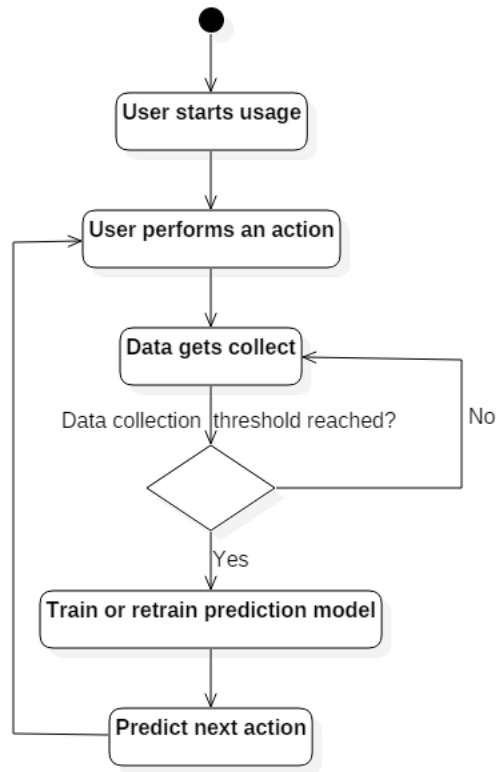 User starts usage
User performs an action
Data gets collect
Data collection threshold reached?
No
Yes
Train or retrain prediction model
Predict next action